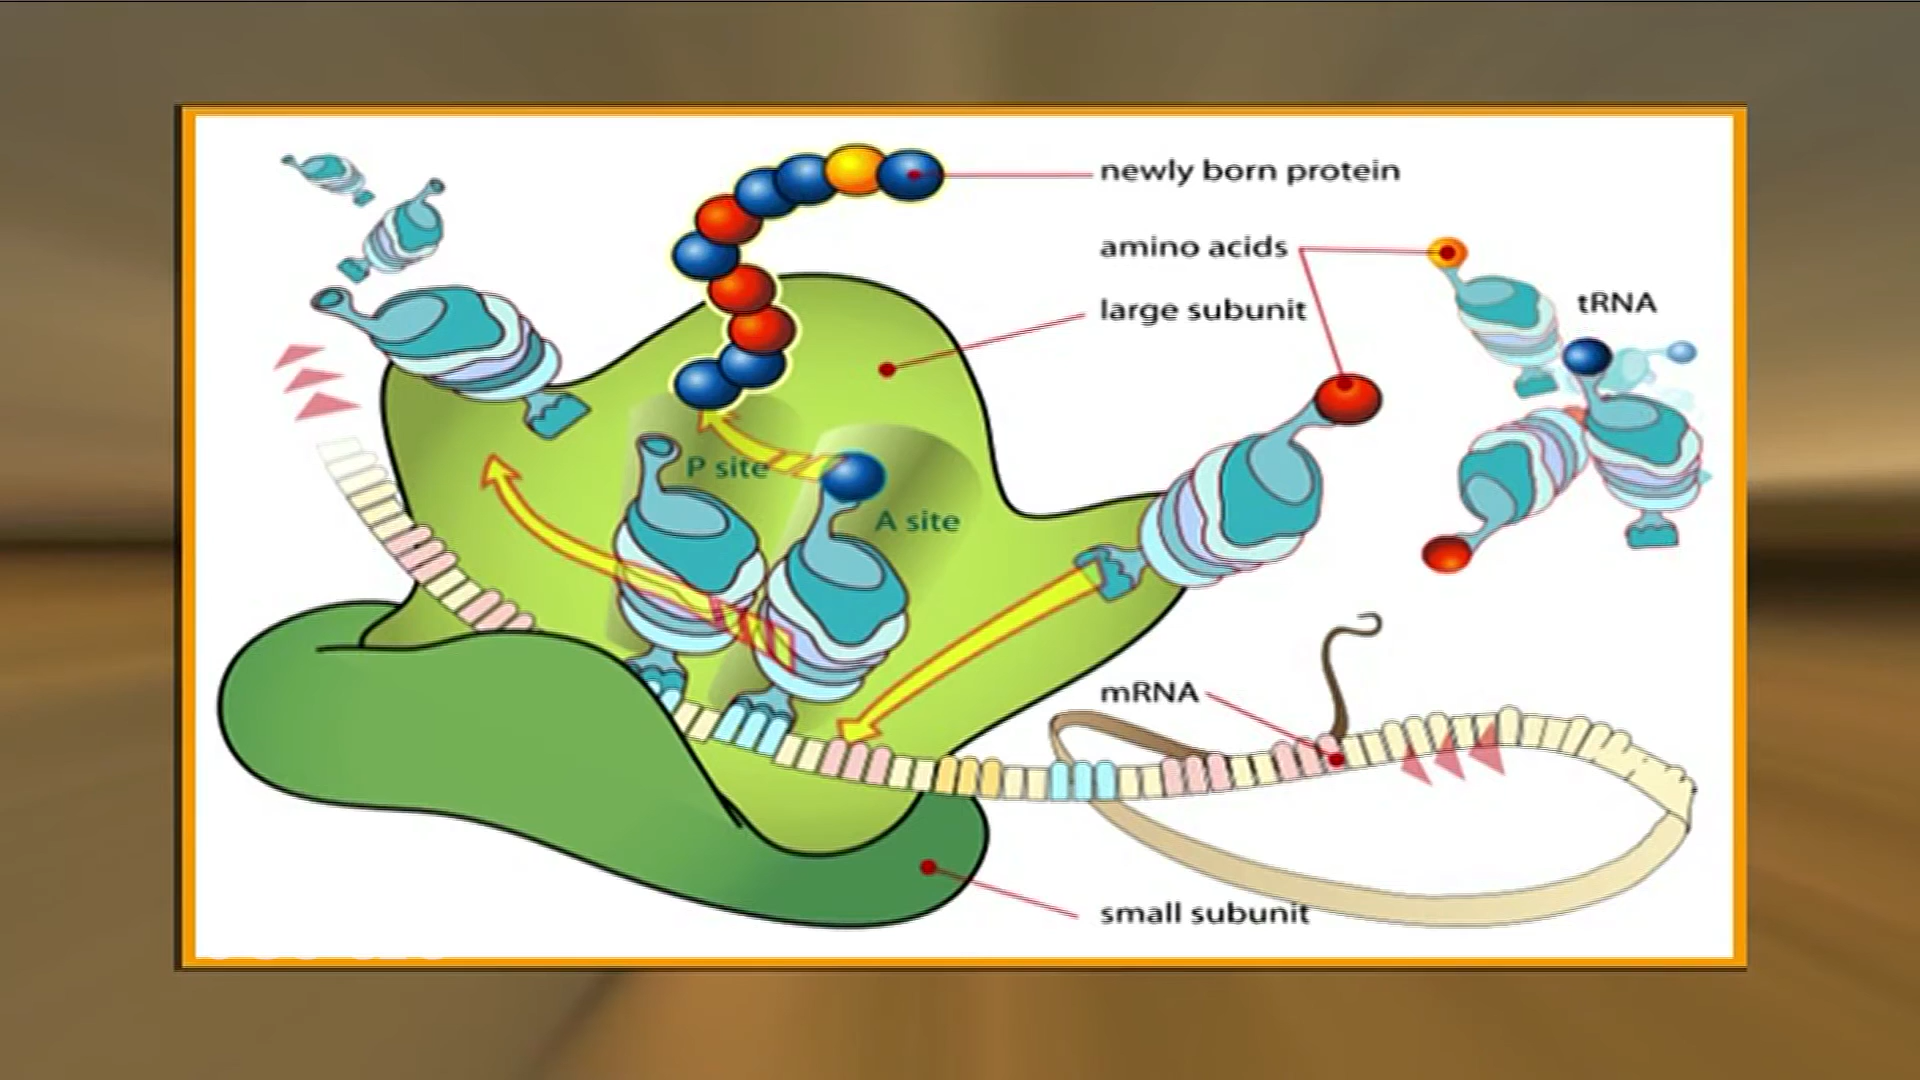 newly born protein
amino acids
large subunit
tRNA
P site
A site
mRNA
small subunit